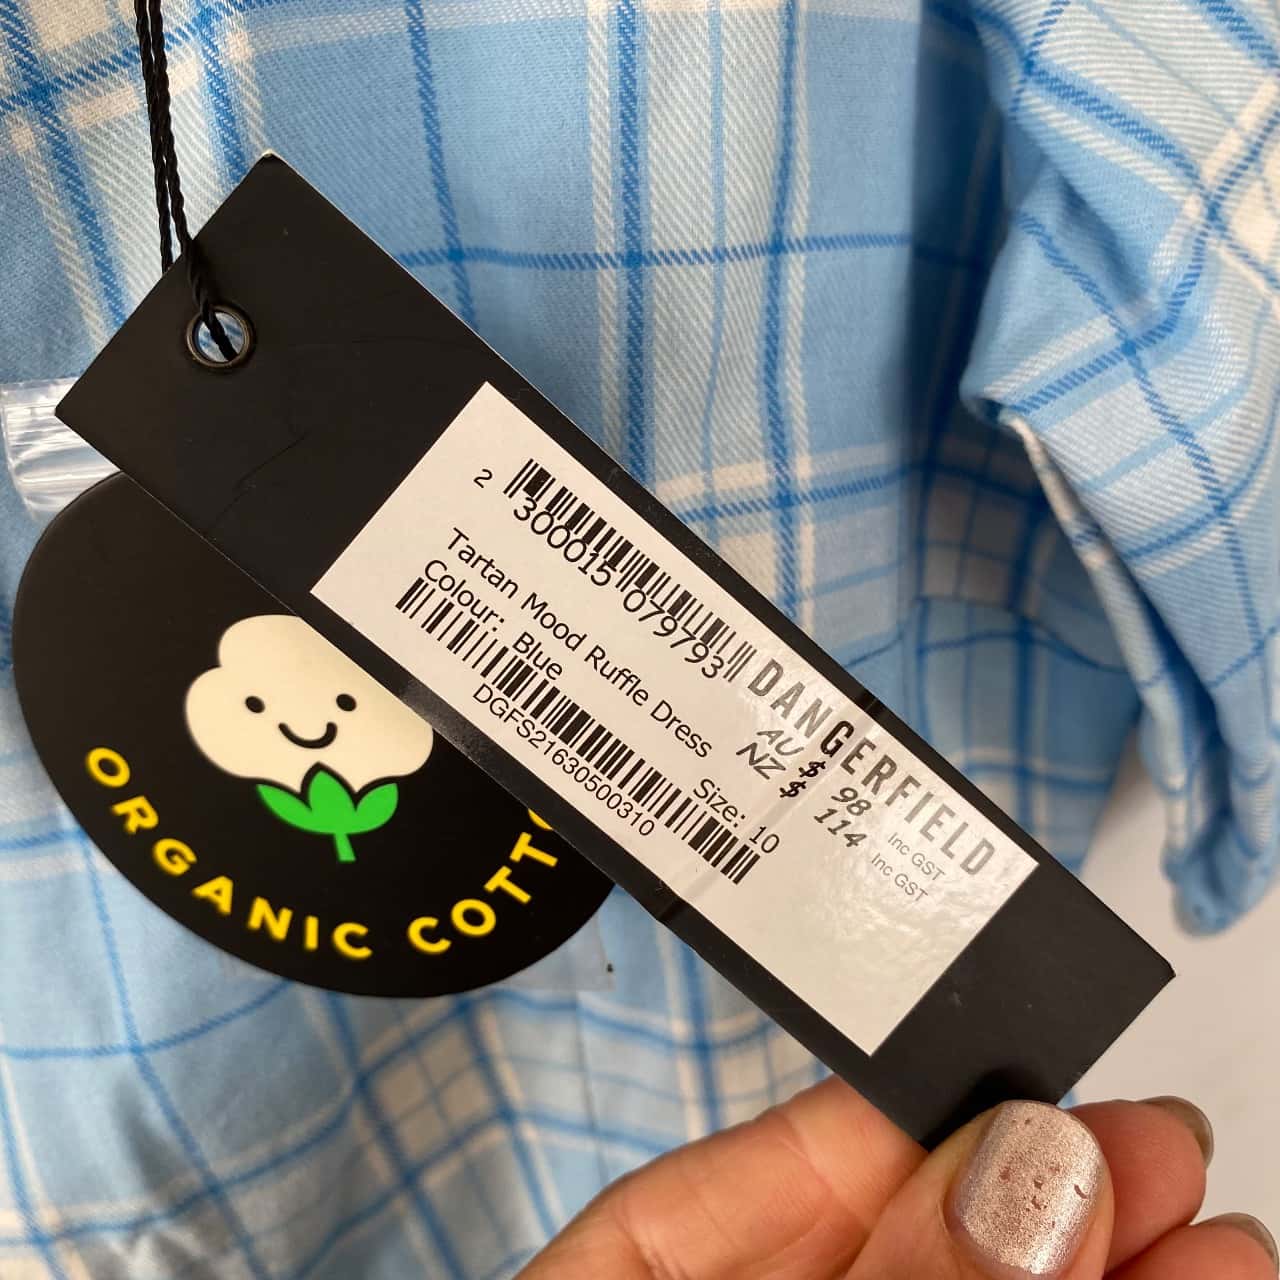 2 300015 079793
Tartan Mood Ruffle Dress
Colour: Blue
Size: 10
DGFS21630500310
DANGERFIELD
AU $ 98 Inc GST
NZ $ 114 Inc GST
ORGANIC COTT